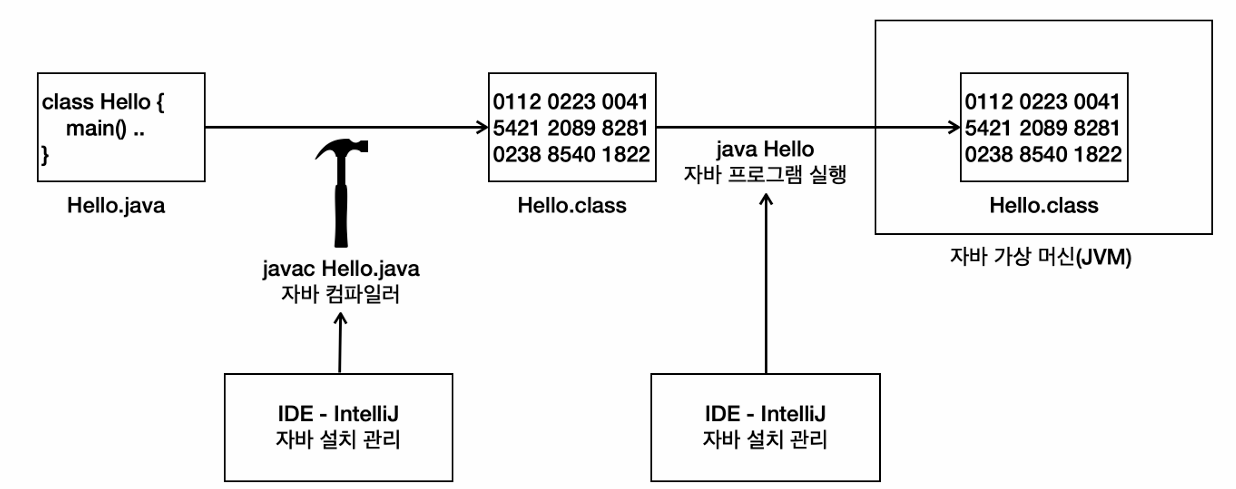 class Hello {
main() ..
}
Hello.java
javac Hello.java
자바 컴파일러
IDE - IntelliJ
자바 설치 관리
0112 0223 0041
5421 2089 8281
0238 8540 1822
Hello.class
java Hello
자바 프로그램 실행
IDE - IntelliJ
자바 설치 관리
0112 0223 0041
5421 2089 8281
0238 8540 1822
Hello.class
자바 가상 머신(JVM)